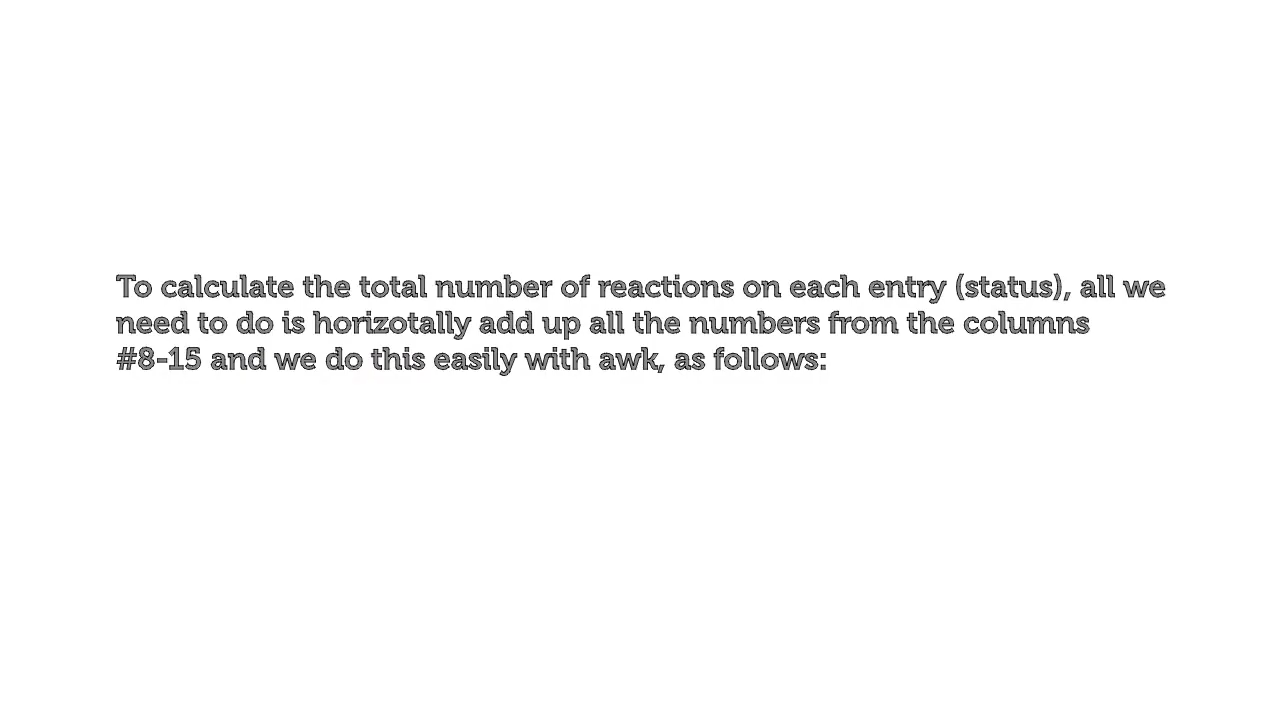 To calculate the total number of reactions on each entry (status), all we
need to do is horizotally add up all the numbers from the columns
#8-15 and we do this easily with awk, as follows: